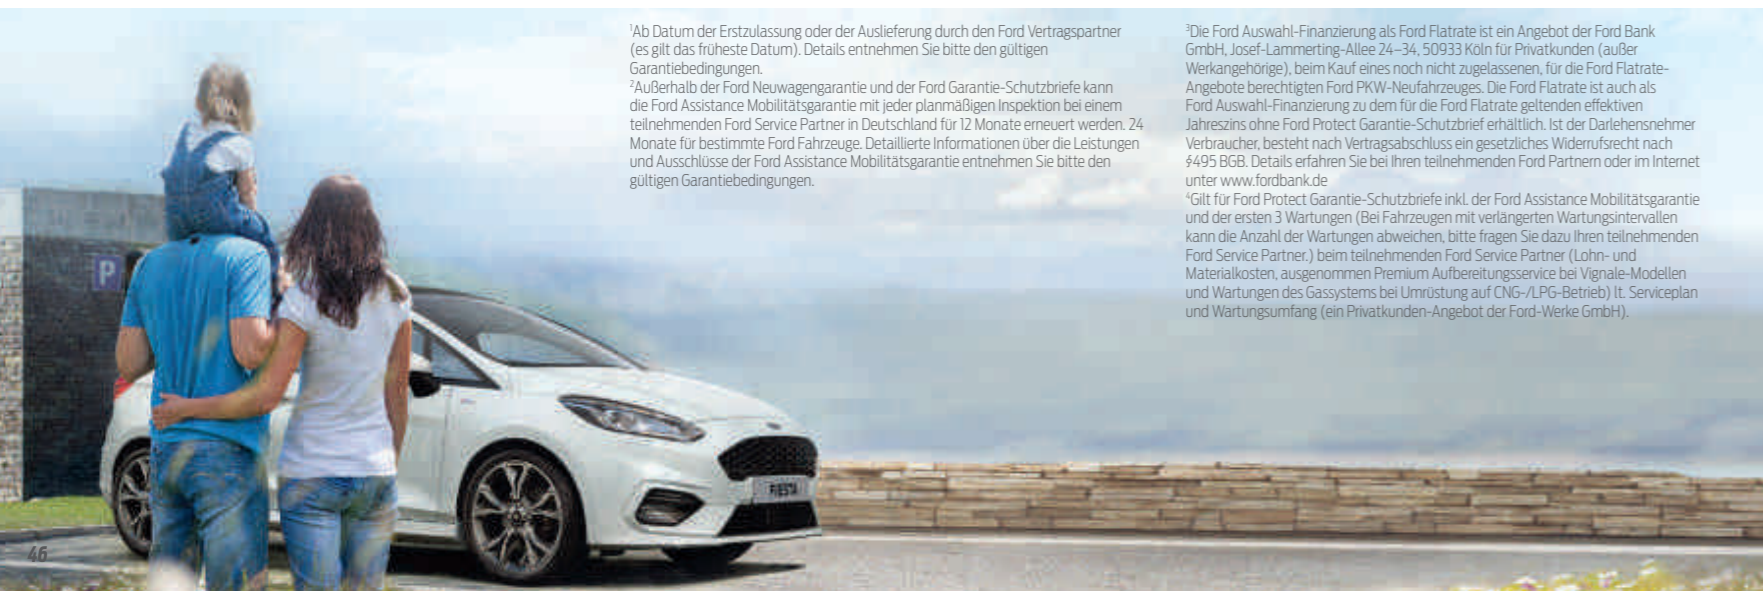 ¹Ab Datum der Erstzulassung oder der Auslieferung durch den Ford Vertragspartner
(es gilt das früheste Datum). Details entnehmen Sie bitte den gültigen
Garantiebedingungen.
²Außerhalb der Ford Neuwagengarantie und der Ford Garantie-Schutzbriefe kann
die Ford Assistance Mobilitätsgarantie mit jeder planmäßigen Inspektion bei einem
teilnehmenden Ford Service Partner in Deutschland für 12 Monate erneuert werden. 24
Monate für bestimmte Ford Fahrzeuge. Detaillierte Informationen über die Leistungen
und Ausschlüsse der Ford Assistance Mobilitätsgarantie entnehmen Sie bitte den
gültigen Garantiebedingungen.
³Die Ford Auswahl-Finanzierung als Ford Flatrate ist ein Angebot der Ford Bank
GmbH, Josef-Lammerting-Allee 24–34, 50933 Köln für Privatkunden (außer
Werkangehörige), beim Kauf eines noch nicht zugelassenen, für die Ford Flatrate-
Angebote berechtigten Ford PKW-Neufahrzeuges. Die Ford Flatrate ist auch als
Ford Auswahl-Finanzierung zu dem für die Ford Flatrate geltenden effektiven
Jahreszins ohne Ford Protect Garantie-Schutzbrief erhältlich. Ist der Darlehensnehmer
Verbraucher, besteht nach Vertragsabschluss ein gesetzliches Widerrufsrecht nach
§495 BGB. Details erfahren Sie bei Ihren teilnehmenden Ford Partnern oder im Internet
unter www.fordbank.de
⁴Gilt für Ford Protect Garantie-Schutzbriefe inkl. der Ford Assistance Mobilitätsgarantie
und der ersten 3 Wartungen (Bei Fahrzeugen mit verlängerten Wartungsintervallen
kann die Anzahl der Wartungen abweichen, bitte fragen Sie dazu Ihren teilnehmenden
Ford Service Partner.) beim teilnehmenden Ford Service Partner (Lohn- und
Materialkosten, ausgenommen Premium Aufbereitungsservice bei Vignale-Modellen
und Wartungen des Gassystems bei Umrüstung auf CNG-/LPG-Betrieb) lt. Serviceplan
und Wartungsumfang (ein Privatkunden-Angebot der Ford-Werke GmbH).
P
FIESTA
46